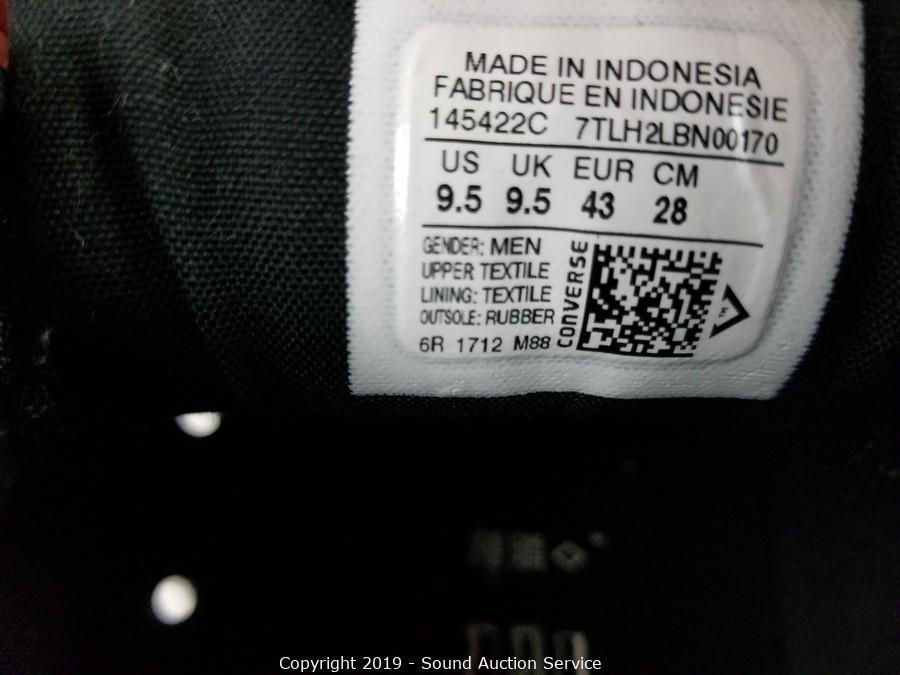 MADE IN INDONESIA
FABRIQUE EN INDONESIE
145422C 7TLH2LBN00170
US UK EUR CM
9.5 9.5 43 28
GENDER: MEN
UPPER TEXTILE
LINING: TEXTILE
OUTSOLE: RUBBER
6R 1712 M88
CONVERSE
TM
Copyright 2019 - Sound Auction Service